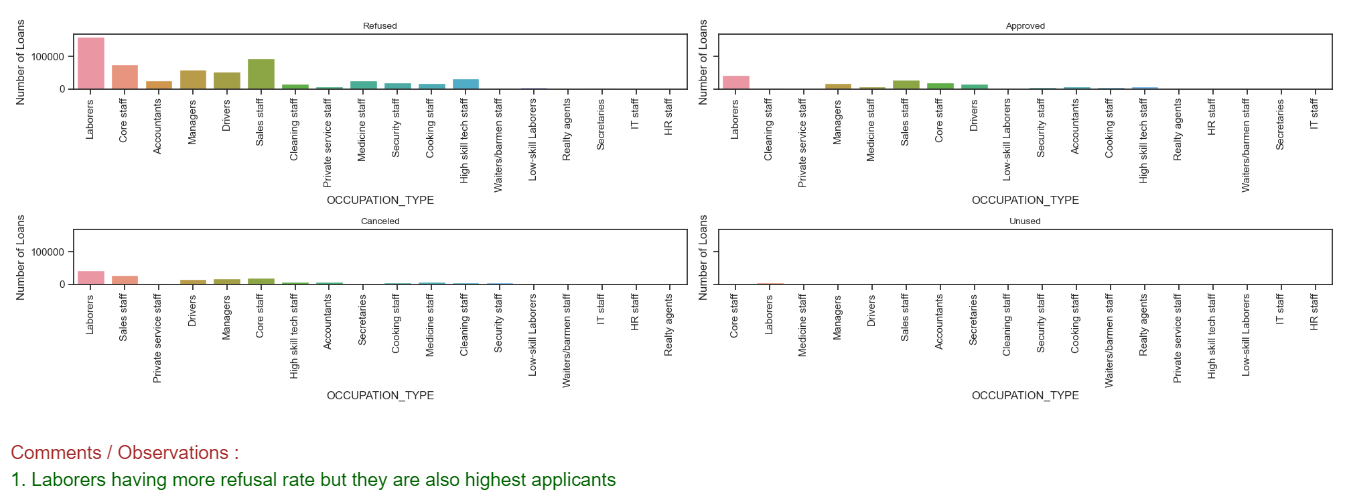 Refused
Number of Loans
100000
0
Laborers
Core staff
Accountants
Managers
Drivers
Sales staff
Cleaning staff
Private service staff
Medicine staff
Security staff
Cooking staff
High skill tech staff
Waiters/barmen staff
Low-skill Laborers
Realty agents
Secretaries
IT staff
HR staff
OCCUPATION_TYPE
Approved
Number of Loans
Laborers
Cleaning staff
Private service staff
Managers
Medicine staff
Sales staff
Core staff
Drivers
Low-skill Laborers
Security staff
Accountants
Cooking staff
High skill tech staff
Realty agents
HR staff
Waiters/barmen staff
Secretaries
IT staff
OCCUPATION_TYPE
Canceled
Number of Loans
100000
0
Laborers
Sales staff
Private service staff
Drivers
Managers
Core staff
High skill tech staff
Accountants
Secretaries
Cooking staff
Medicine staff
Cleaning staff
Security staff
Low-skill Laborers
Waiters/barmen staff
IT staff
HR staff
Realty agents
OCCUPATION_TYPE
Unused
Number of Loans
Core staff
Laborers
Medicine staff
Managers
Drivers
Sales staff
Accountants
Secretaries
Cleaning staff
Security staff
Cooking staff
Waiters/barmen staff
Realty agents
Private service staff
High skill tech staff
Low-skill Laborers
IT staff
HR staff
OCCUPATION_TYPE
Comments / Observations :
1. Laborers having more refusal rate but they are also highest applicants